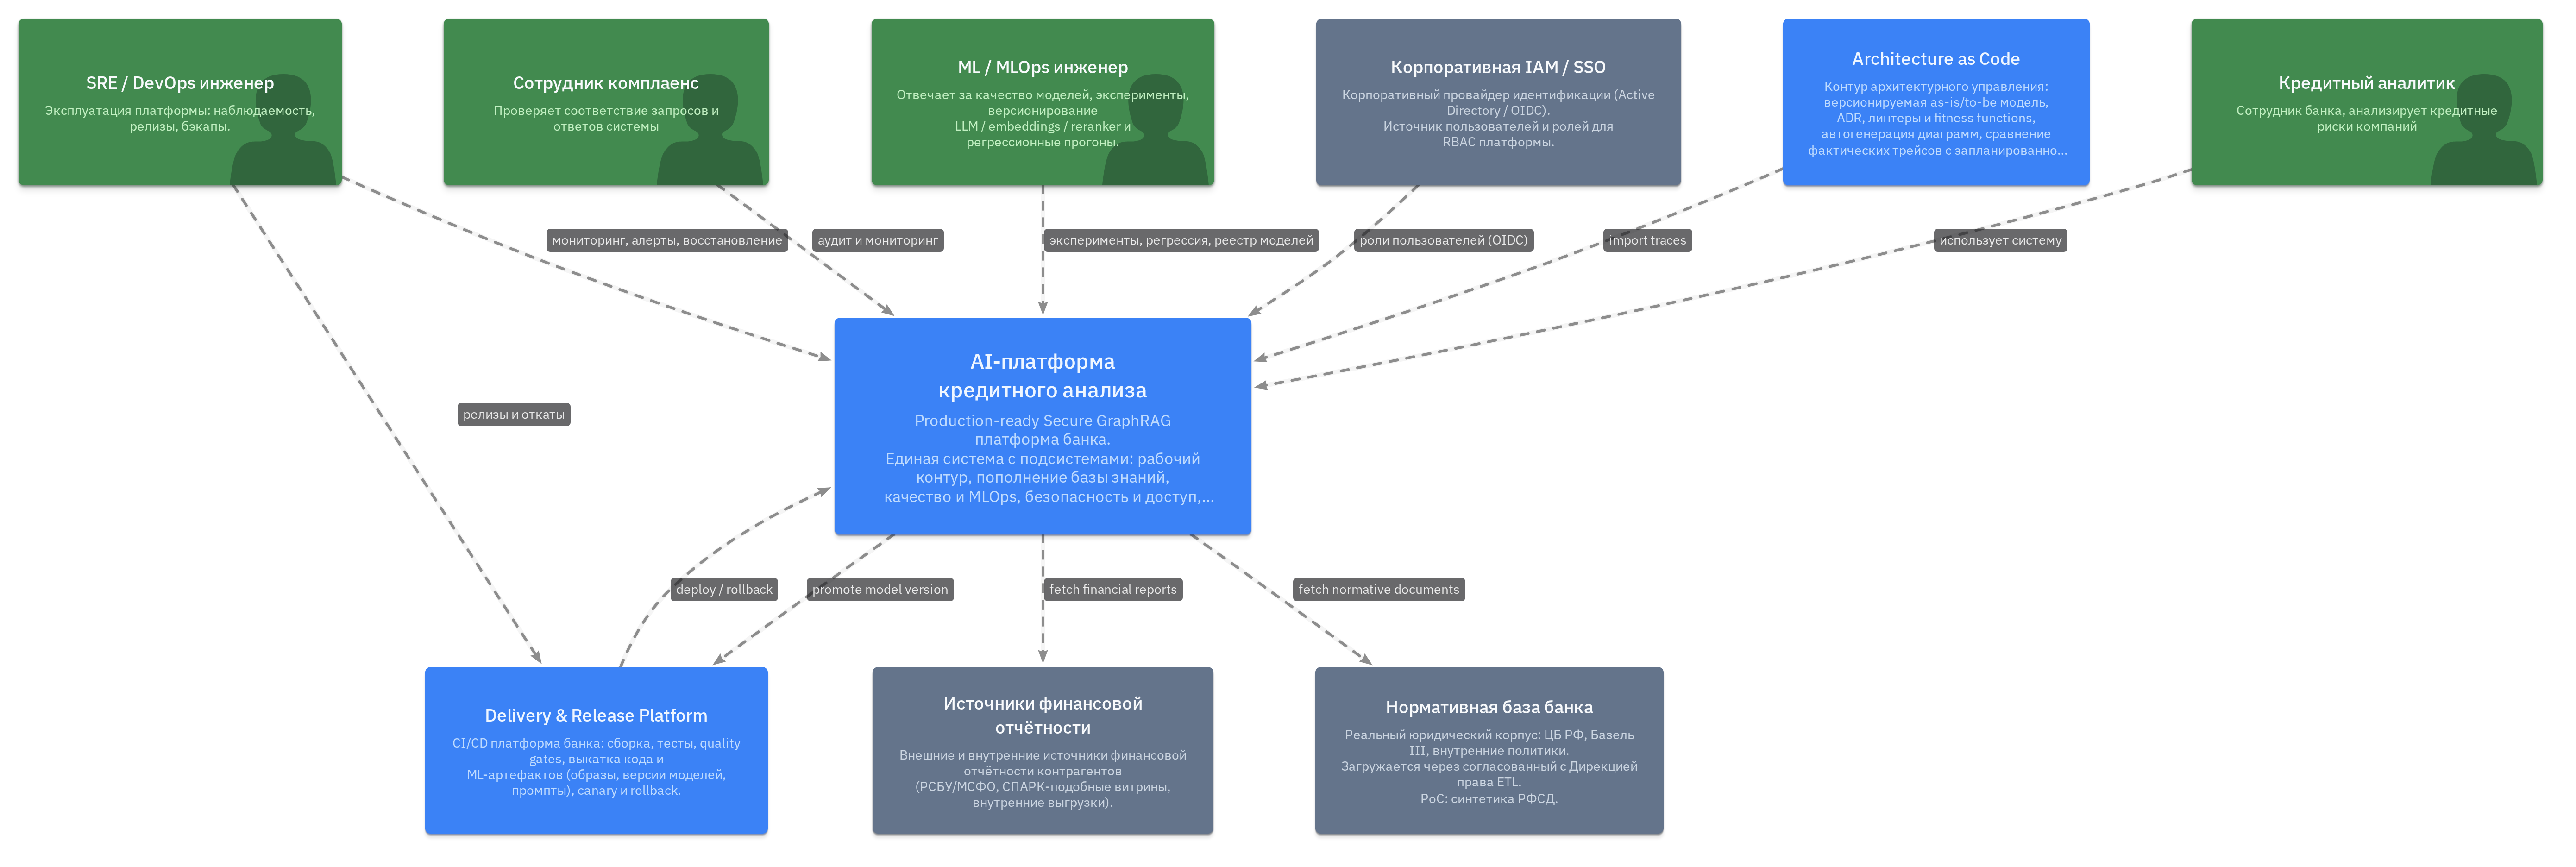 SRE / DevOps инженер
Эксплуатация платформы: наблюдаемость,
релизы, бэкапы.
Сотрудник комплаенс
Проверяет соответствие запросов и
ответов системы
ML / MLOps инженер
Отвечает за качество моделей, эксперименты,
версионирование
LLM / embeddings / reranker и
регрессионные прогоны.
Корпоративная IAM / SSO
Корпоративный провайдер идентификации (Active
Directory / OIDC).
Источник пользователей и ролей для
RBAC платформы.
Architecture as Code
Контур архитектурного управления:
версионируемая as-is/to-be модель,
ADR, линтеры и fitness functions,
автогенерация диаграмм, сравнение
фактических трейсов с запланированно...
Кредитный аналитик
Сотрудник банка, анализирует кредитные
риски компаний
мониторинг, алерты, восстановление
аудит и мониторинг
эксперименты, регрессия, реестр моделей
роли пользователей (OIDC)
import traces
использует систему
AI-платформа
кредитного анализа
Production-ready Secure GraphRAG
платформа банка.
Единая система с подсистемами: рабочий
контур, пополнение базы знаний,
качество и MLOps, безопасность и доступ,...
релизы и откаты
deploy / rollback
promote model version
fetch financial reports
fetch normative documents
Delivery & Release Platform
CI/CD платформа банка: сборка, тесты, quality
gates, выкатка кода и
ML-артефактов (образы, версии моделей,
промпты), canary и rollback.
Источники финансовой
отчётности
Внешние и внутренние источники финансовой
отчётности контрагентов
(РСБУ/МСФО, СПАРК-подобные витрины,
внутренние выгрузки).
Нормативная база банка
Реальный юридический корпус: ЦБ РФ, Базель
III, внутренние политики.
Загружается через согласованный с Дирекцией
права ETL.
PoC: синтетика РФСД.